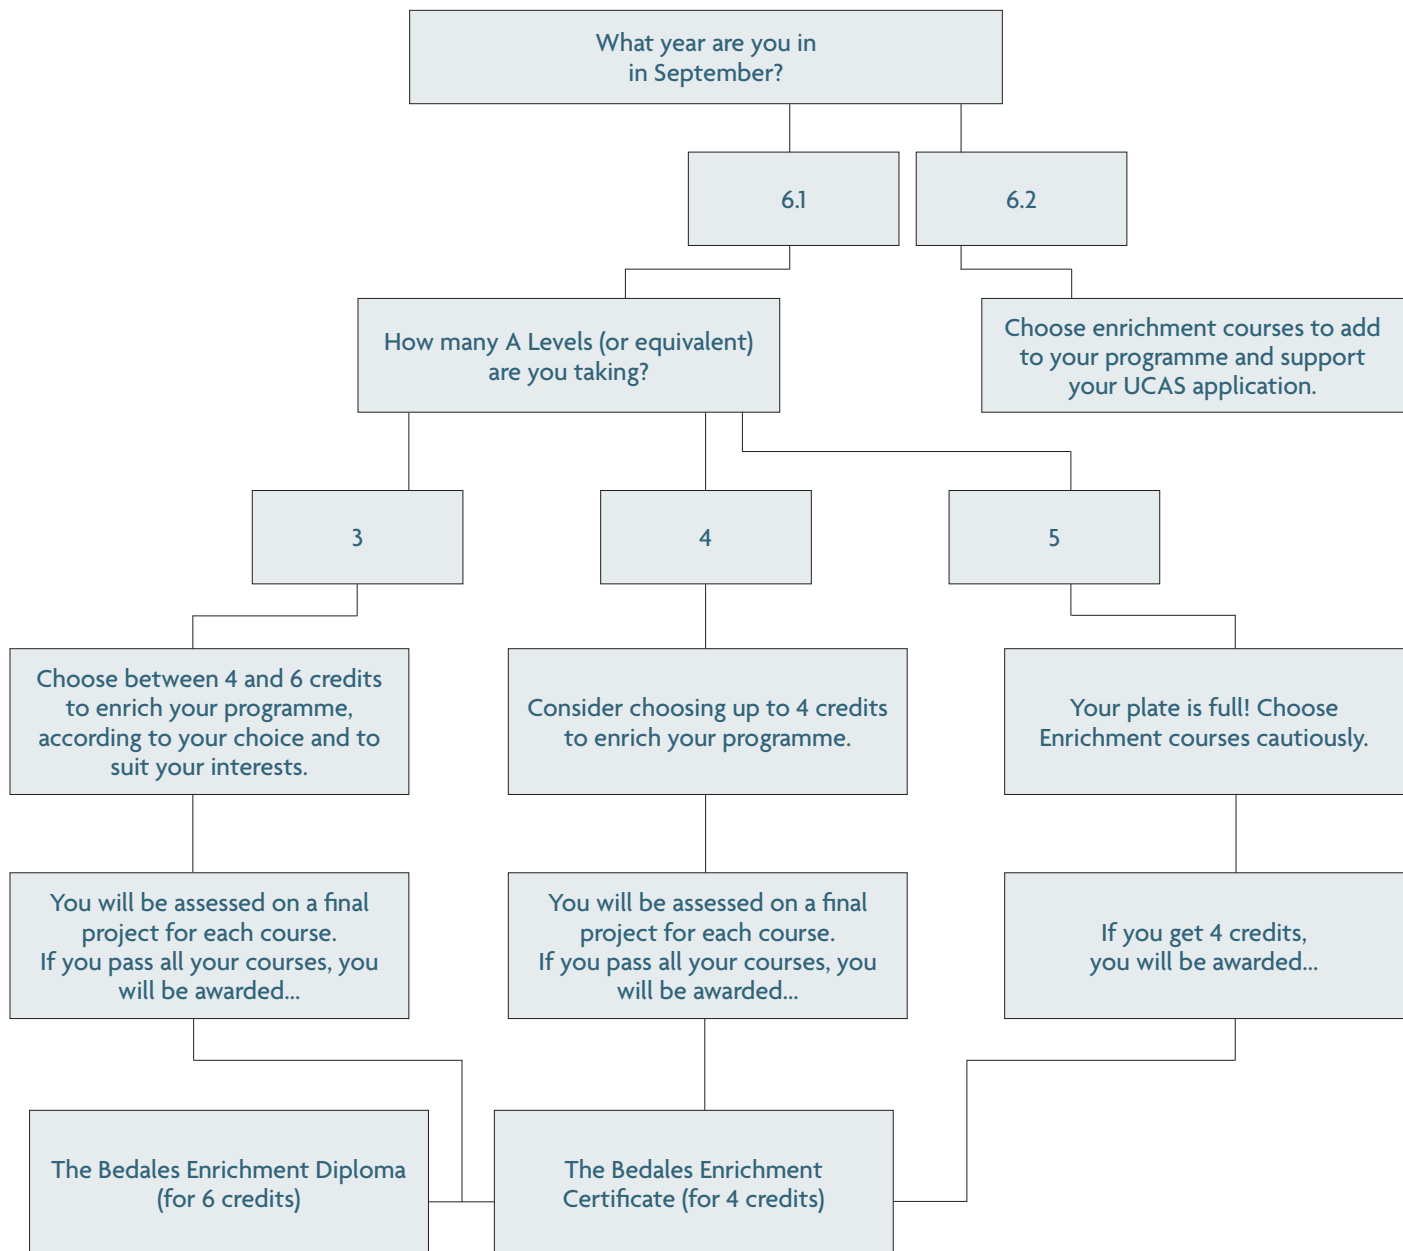 What year are you in
in September?
6.1
6.2
How many A Levels (or equivalent)
are you taking?
Choose enrichment courses to add
to your programme and support
your UCAS application.
3
4
5
Choose between 4 and 6 credits
to enrich your programme,
according to your choice and to
suit your interests.
Consider choosing up to 4 credits
to enrich your programme.
Your plate is full! Choose
Enrichment courses cautiously.
You will be assessed on a final
project for each course.
If you pass all your courses, you
will be awarded...
You will be assessed on a final
project for each course.
If you pass all your courses, you
will be awarded...
If you get 4 credits,
you will be awarded...
The Bedales Enrichment Diploma
(for 6 credits)
The Bedales Enrichment
Certificate (for 4 credits)